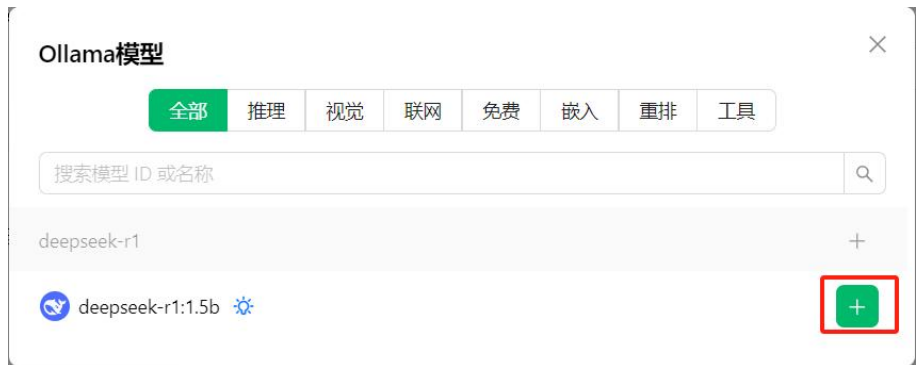 Ollama模型
全部 推理 视觉 联网 免费 嵌入 重排 工具
搜索模型 ID 或名称
deepseek-r1
deepseek-r1:1.5b